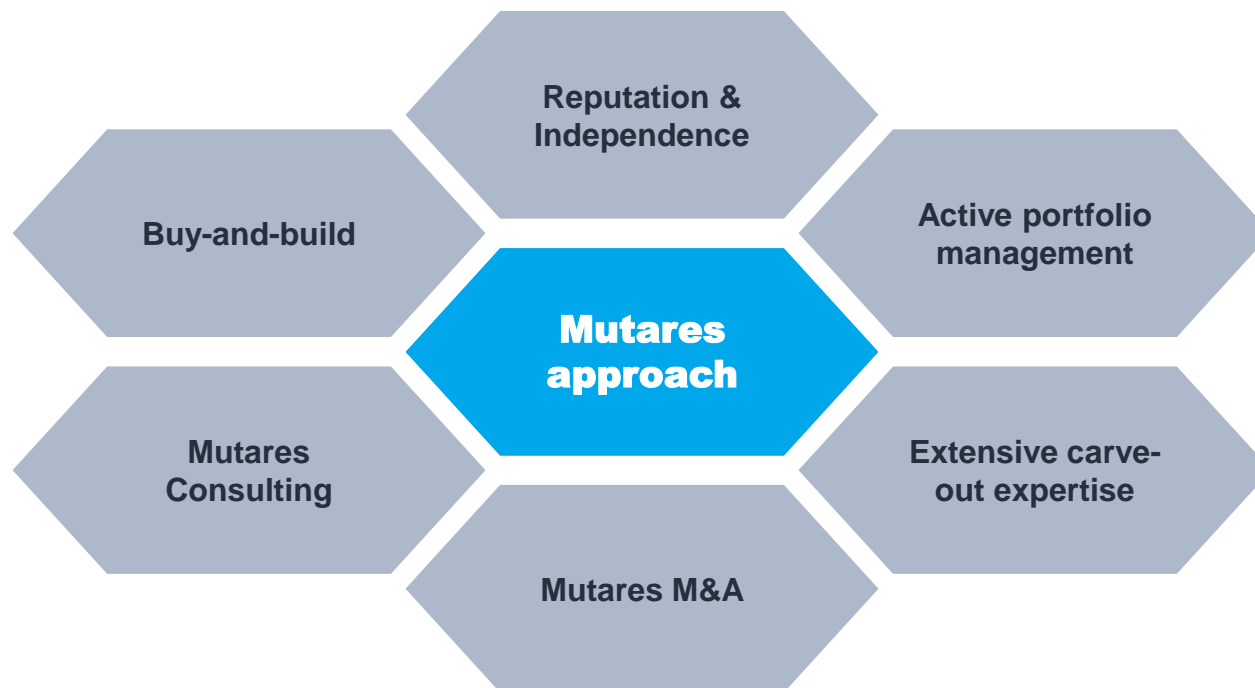 Reputation &
Independence
Buy-and-build
Active portfolio
management
Mutares
approach
Mutares
Consulting
Extensive carve-
out expertise
Mutares M&A